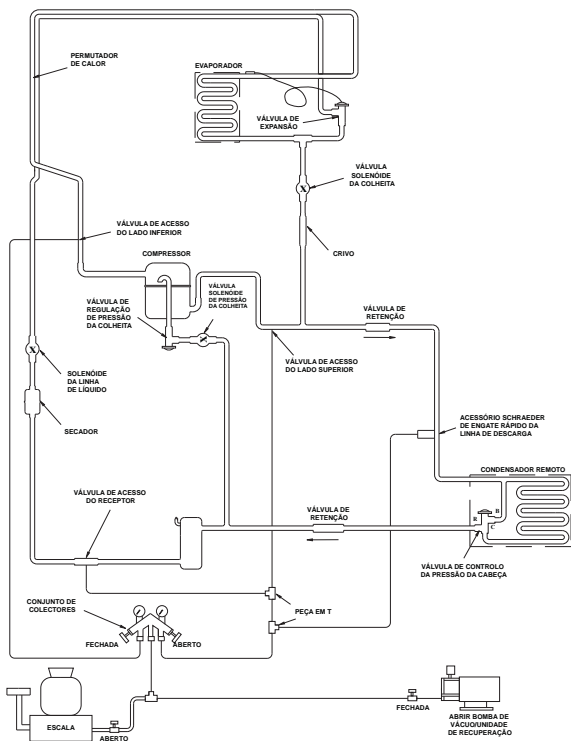 PERMUTADOR
DE CALOR
EVAPORADOR
VÁLVULA DE
EXPANSÃO
VÁLVULA
SOLENÓIDE
DA COLHEITA
VÁLVULA DE ACESSO
DO LADO INFERIOR
COMPRESSOR
CRIVO
VÁLVULA
SOLENÓIDE
DE PRESSÃO
DA COLHEITA
VÁLVULA DE
REGULAÇÃO
DE PRESSÃO
DA COLHEITA
VÁLVULA DE
RETENÇÃO
X
X
SOLENÓIDE
DA LINHA
DE LÍQUIDO
VÁLVULA DE ACESSO
DO LADO SUPERIOR
SECADOR
ACESSÓRIO SCHRAEDER
DE ENGATE RÁPIDO DA
LINHA DE DESCARGA
CONDENSADOR REMOTO
VÁLVULA DE ACESSO
DO RECEPTOR
VÁLVULA DE
RETENÇÃO
B
R
C
VÁLVULA DE CONTROLO
DA PRESSÃO DA CABEÇA
CONJUNTO DE
COLECTORES
PEÇA EM T
FECHADA
ABERTO
ESCALA
ABERTO
FECHADA
ABRIR BOMBA DE
VÁCUO/UNIDADE
DE RECUPERAÇÃO